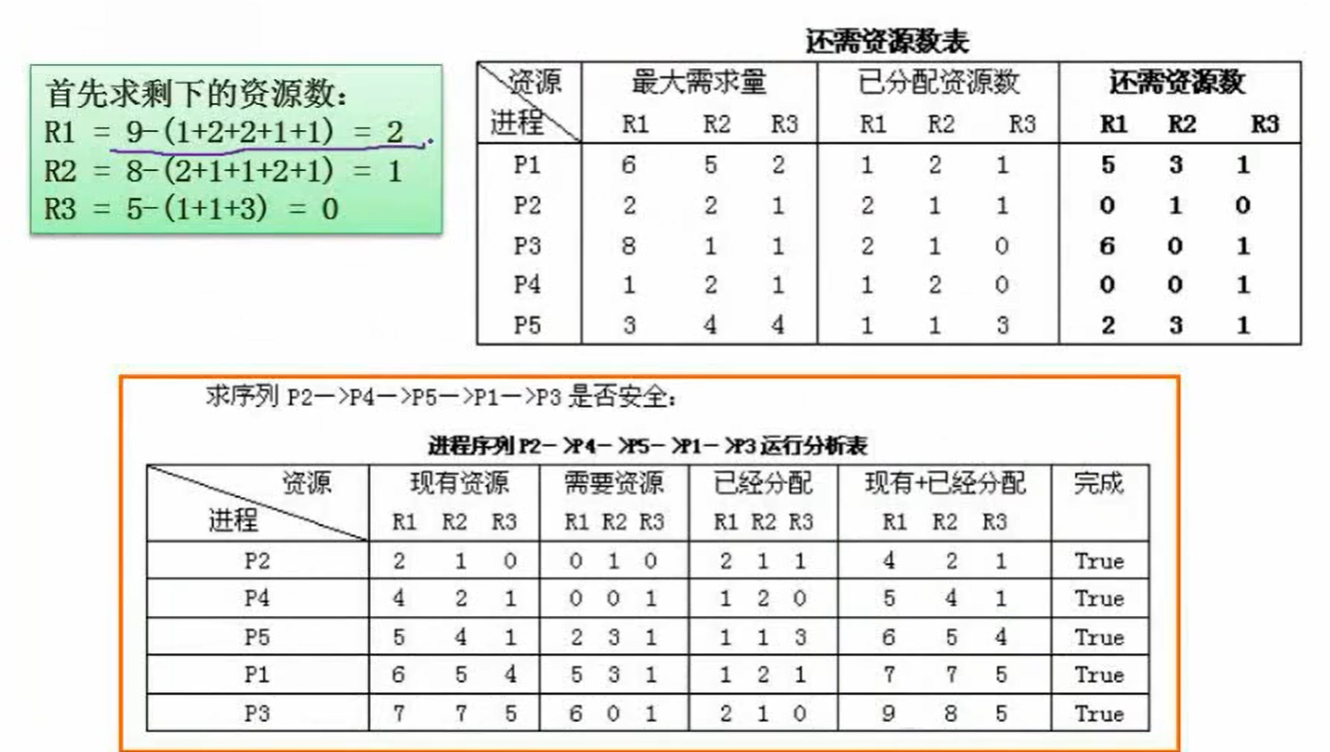 首先求剩下的资源数：
R1 = 9-(1+2+2+1+1) = 2
R2 = 8-(2+1+1+2+1) = 1
R3 = 5-(1+1+3) = 0
还需资源数表
资源 最大需求量 已分配资源数 还需资源数
进程 R1 R2 R3 R1 R2 R3 R1 R2 R3
P1 6 5 2 1 2 1 5 3 1
P2 2 2 1 2 1 1 0 1 0
P3 8 1 1 2 1 0 6 0 1
P4 1 2 1 1 2 0 0 0 1
P5 3 4 4 1 1 3 2 3 1
求序列 P2—>P4—>P5—>P1—>P3 是否安全：
进程序列 P2—>P4—>P5—>P1—>P3 运行分析表
资源 现有资源 需要资源 已经分配 现有+已经分配 完成
进程 R1 R2 R3 R1 R2 R3 R1 R2 R3 R1 R2 R3
P2 2 1 0 0 1 0 2 1 1 4 2 1 True
P4 4 2 1 0 0 1 1 2 0 5 4 1 True
P5 5 4 1 2 3 1 1 1 3 6 5 4 True
P1 6 5 4 5 3 1 1 2 1 7 7 5 True
P3 7 7 5 6 0 1 2 1 0 9 8 5 True